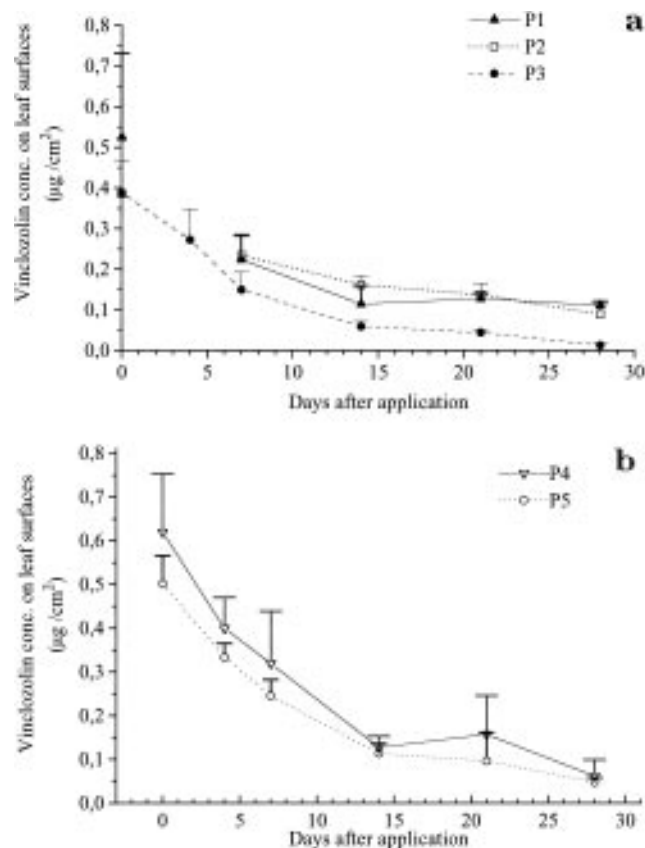 a
P1
P2
P3
Vinclozolin conc. on leaf surfaces
(µg /cm²)
0,8
0,7
0,6
0,5
0,4
0,3
0,2
0,1
0,0
0 5 10 15 20 25 30
Days after application
b
P4
P5
Vinclozolin conc. on leaf surfaces
(µg /cm²)
0,8
0,7
0,6
0,5
0,4
0,3
0,2
0,1
0,0
0 5 10 15 20 25 30
Days after application